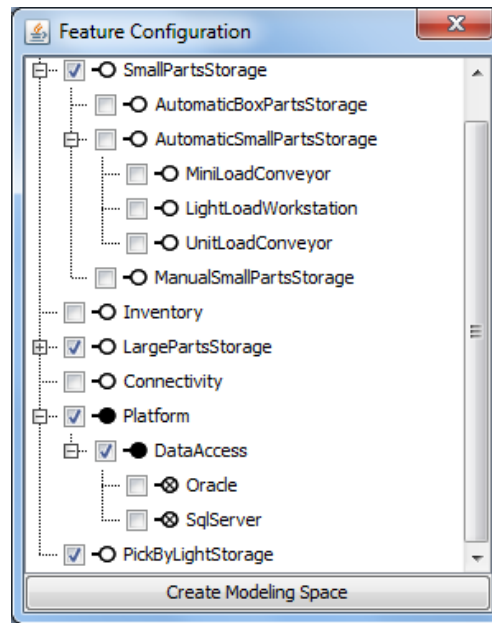 Feature Configuration
SmallPartsStorage
AutomaticBoxPartsStorage
AutomaticSmallPartsStorage
MiniLoadConveyor
LightLoadWorkstation
UnitLoadConveyor
ManualSmallPartsStorage
Inventory
LargePartsStorage
Connectivity
Platform
DataAccess
Oracle
SqlServer
PickByLightStorage
Create Modeling Space